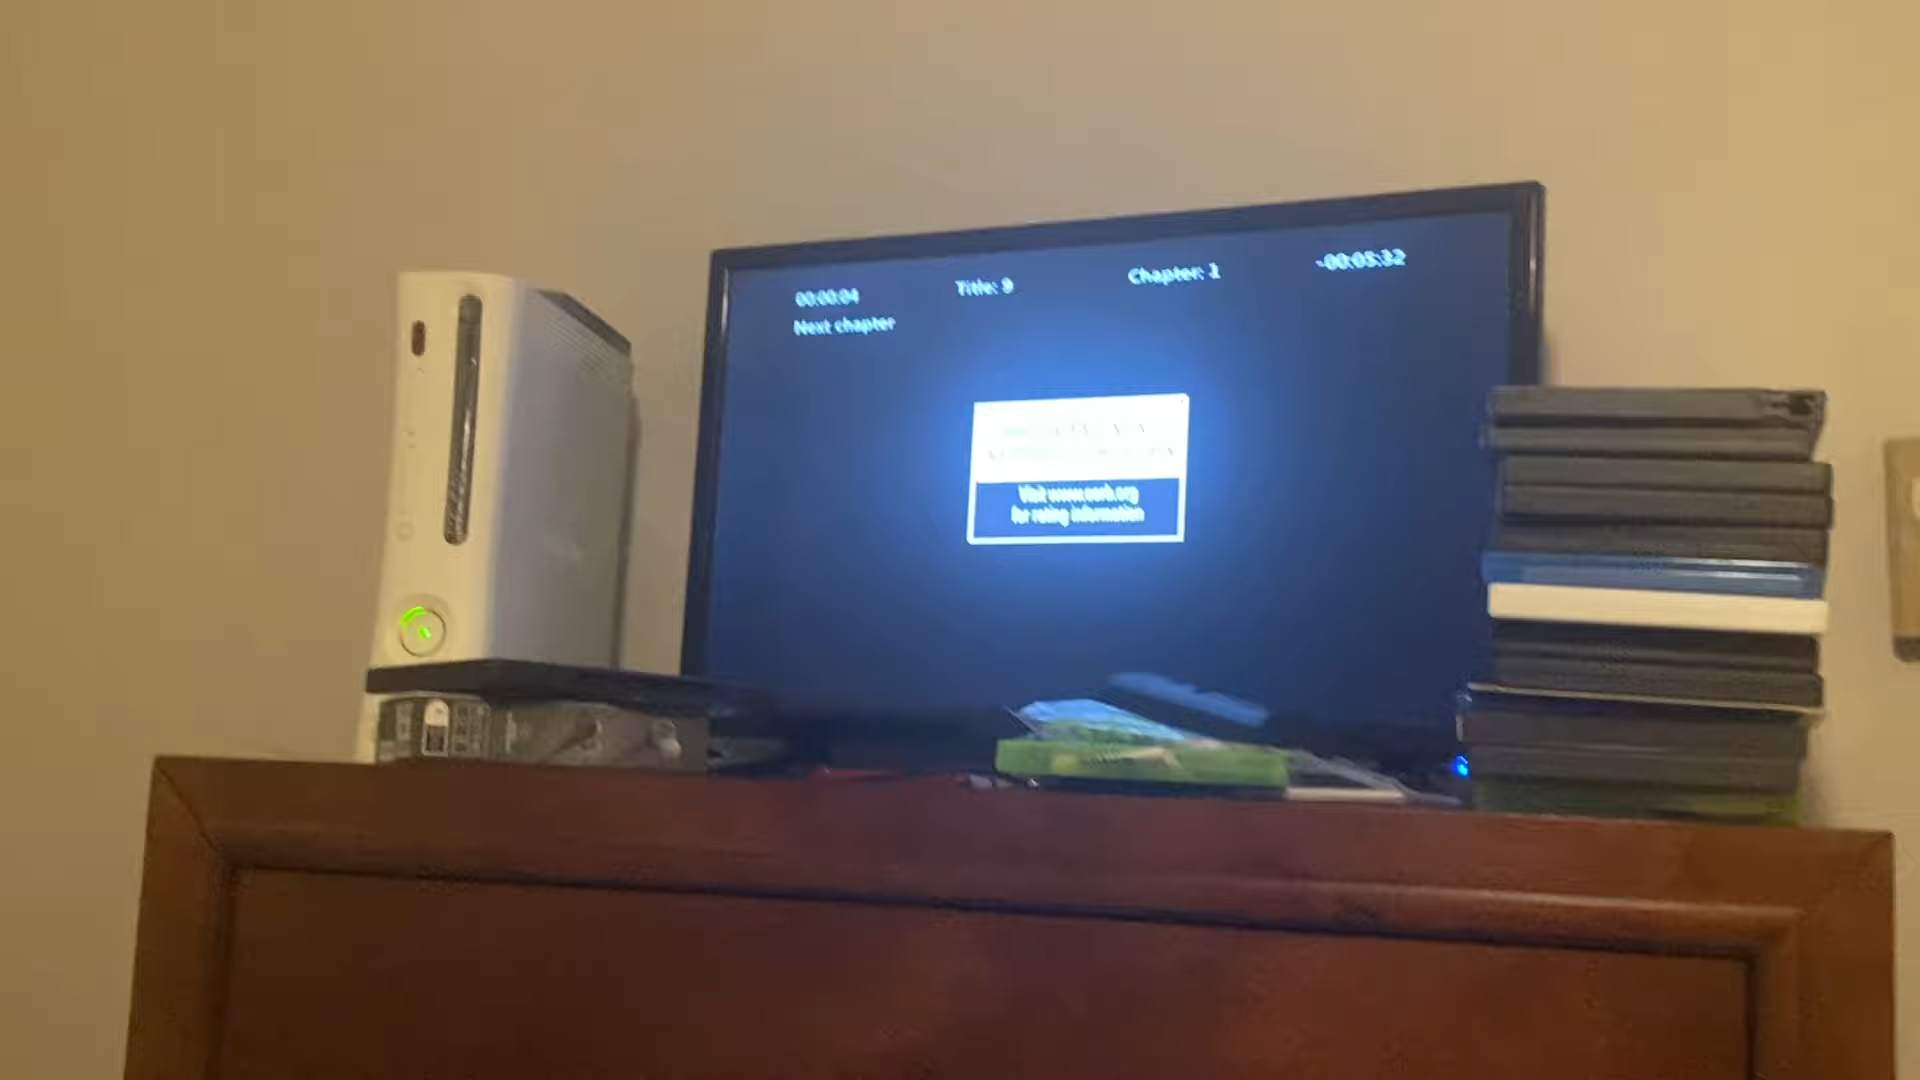 00:00:04
Title: 9
Chapter: 1
-00:05:32
Next chapter
Visit www.esrb.org
for rating information